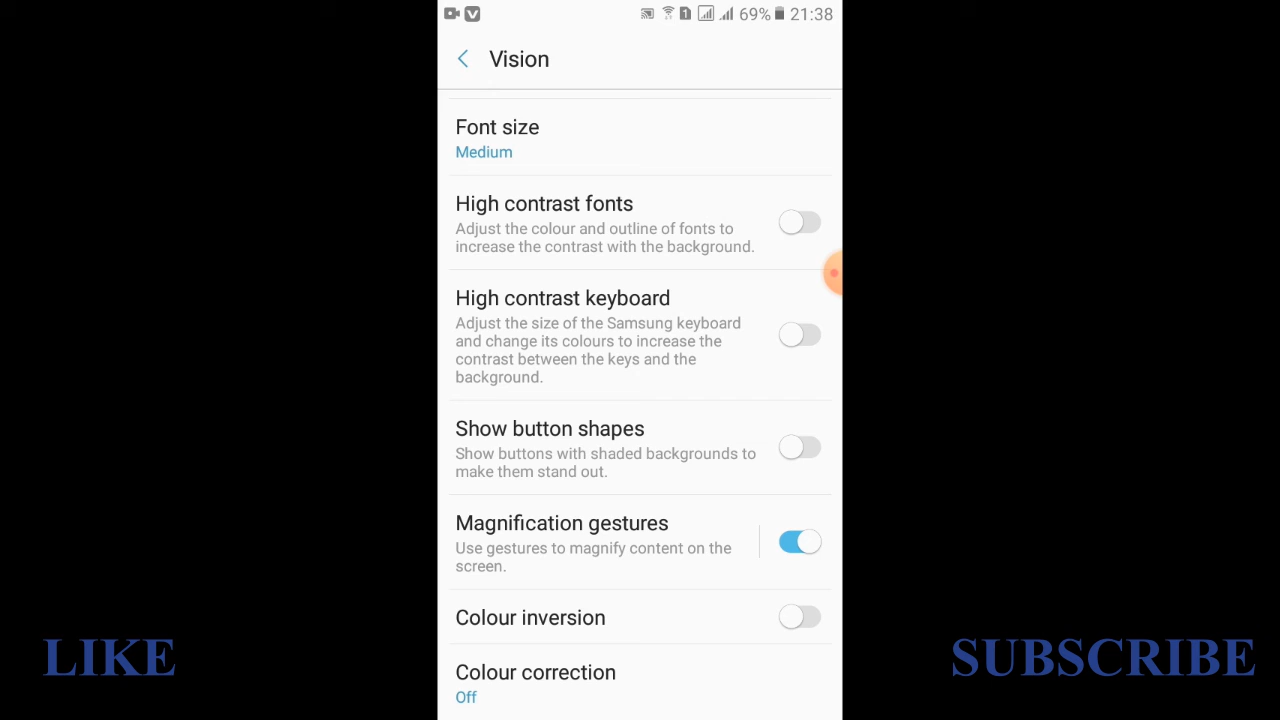 69% 21:38
Vision
Font size
Medium
High contrast fonts
Adjust the colour and outline of fonts to
increase the contrast with the background.
High contrast keyboard
Adjust the size of the Samsung keyboard
and change its colours to increase the
contrast between the keys and the
background.
Show button shapes
Show buttons with shaded backgrounds to
make them stand out.
Magnification gestures
Use gestures to magnify content on the
screen.
Colour inversion
Colour correction
Off
LIKE
SUBSCRIBE